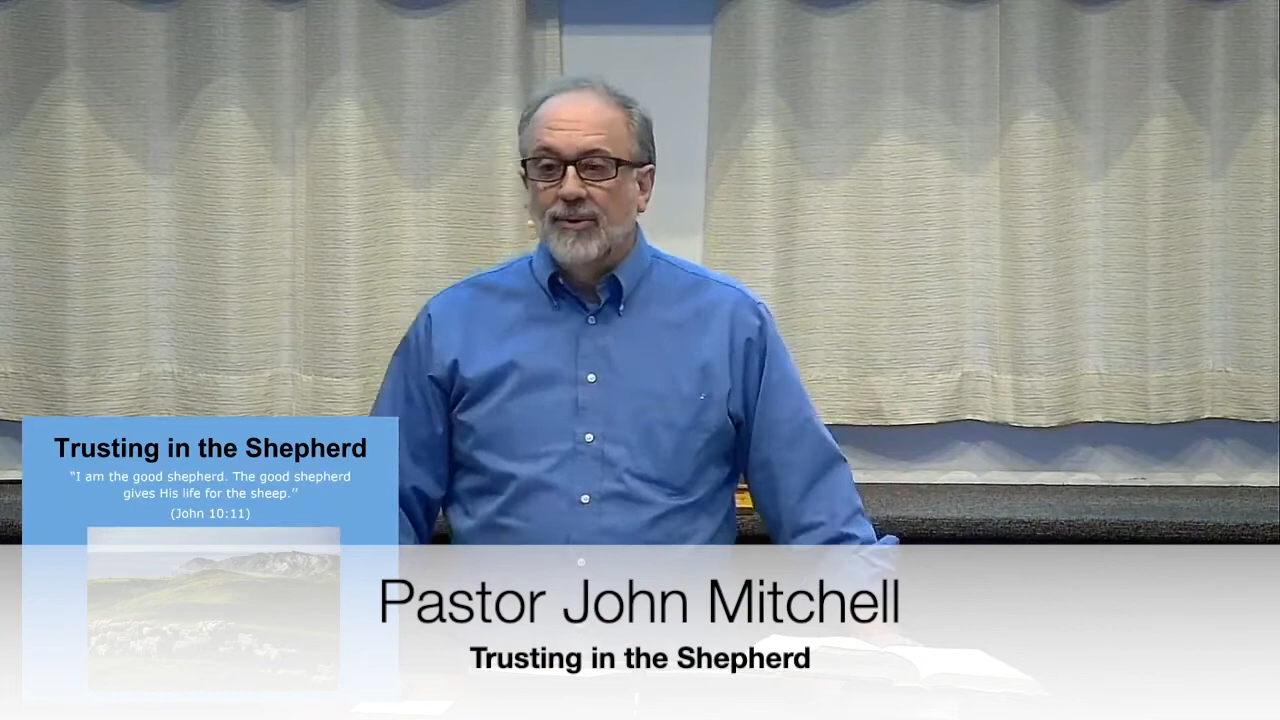 Trusting in the Shepherd
"I am the good shepherd. The good shepherd
gives His life for the sheep.”
(John 10:11)
Pastor John Mitchell
Trusting in the Shepherd